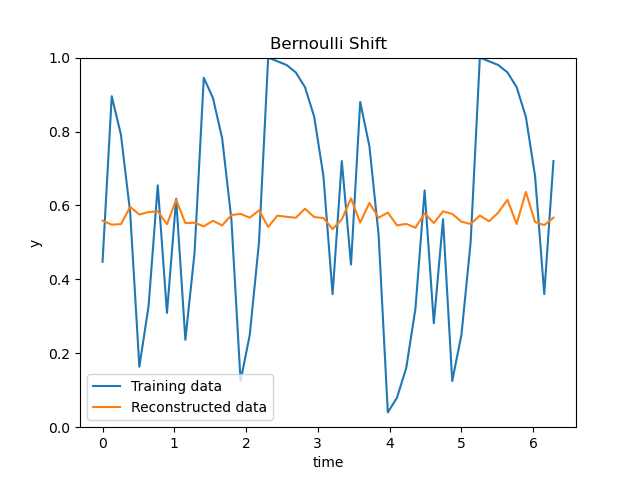 Bernoulli Shift
1.0
0.8
0.6
0.4
0.2
0.0
y
Training data
Reconstructed data
0 1 2 3 4 5 6
time